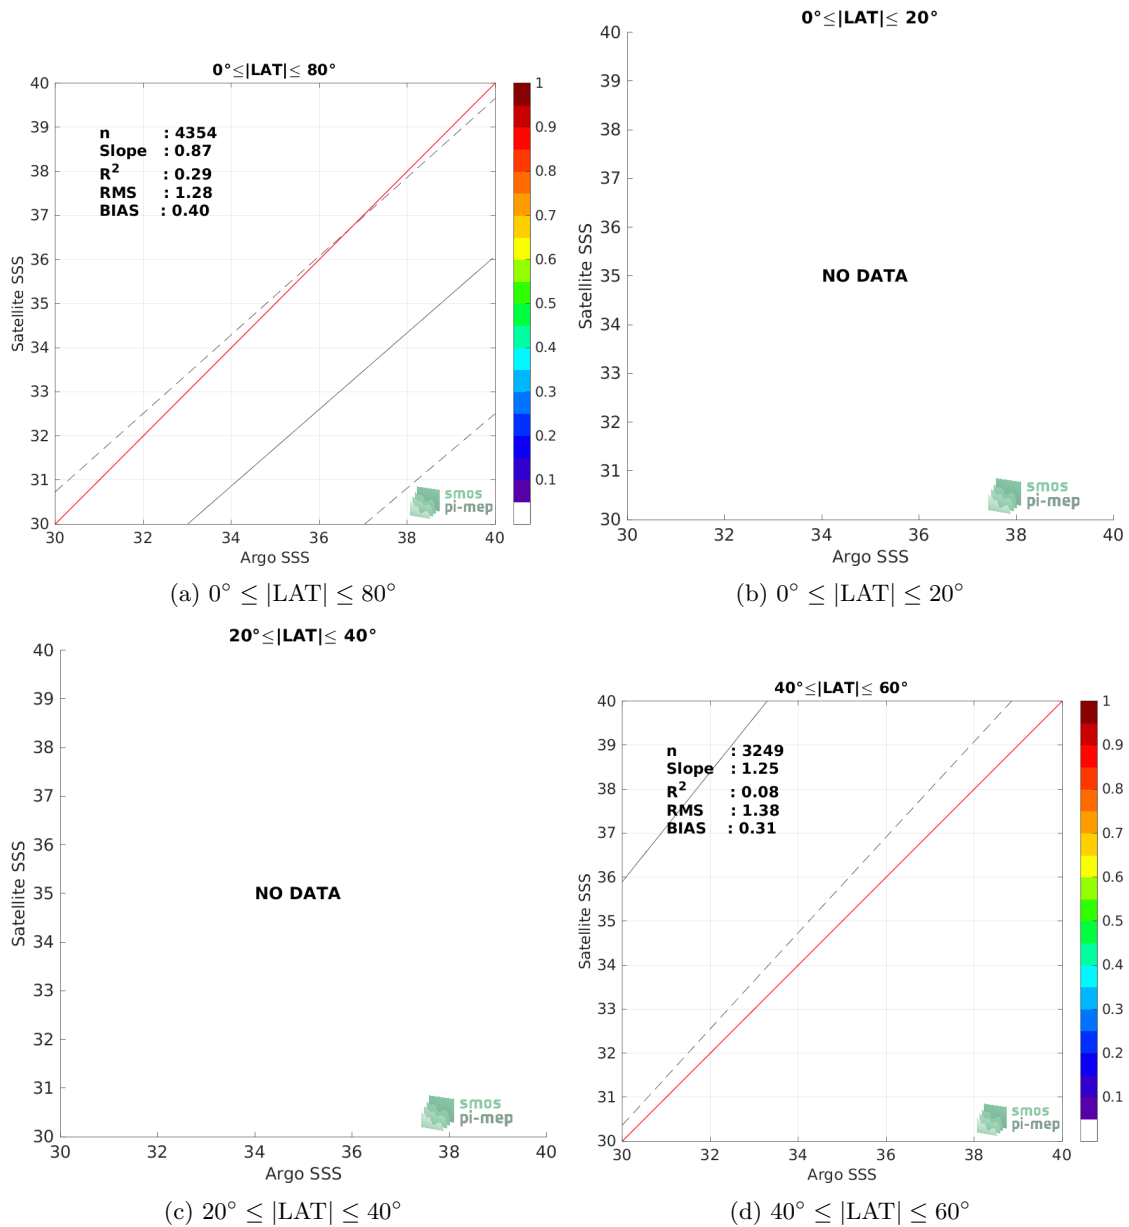 0°≤|LAT|≤ 80°
40
39
38
37
36
35
34
33
32
31
30
Satellite SSS
n : 4354
Slope : 0.87
R² : 0.29
RMS : 1.28
BIAS : 0.40
1
0.9
0.8
0.7
0.6
0.5
0.4
0.3
0.2
0.1
smos
pi-mep
30 32 34 36 38 40
Argo SSS
(a) 0° ≤ |LAT| ≤ 80°
0°≤|LAT|≤ 20°
40
39
38
37
36
35
34
33
32
31
30
Satellite SSS
NO DATA
smos
pi-mep
30 32 34 36 38 40
Argo SSS
(b) 0° ≤ |LAT| ≤ 20°
20°≤|LAT|≤ 40°
40
39
38
37
36
35
34
33
32
31
30
Satellite SSS
NO DATA
smos
pi-mep
30 32 34 36 38 40
Argo SSS
(c) 20° ≤ |LAT| ≤ 40°
40°≤|LAT|≤ 60°
40
39
38
37
36
35
34
33
32
31
30
Satellite SSS
n : 3249
Slope : 1.25
R² : 0.08
RMS : 1.38
BIAS : 0.31
1
0.9
0.8
0.7
0.6
0.5
0.4
0.3
0.2
0.1
smos
pi-mep
30 32 34 36 38 40
Argo SSS
(d) 40° ≤ |LAT| ≤ 60°